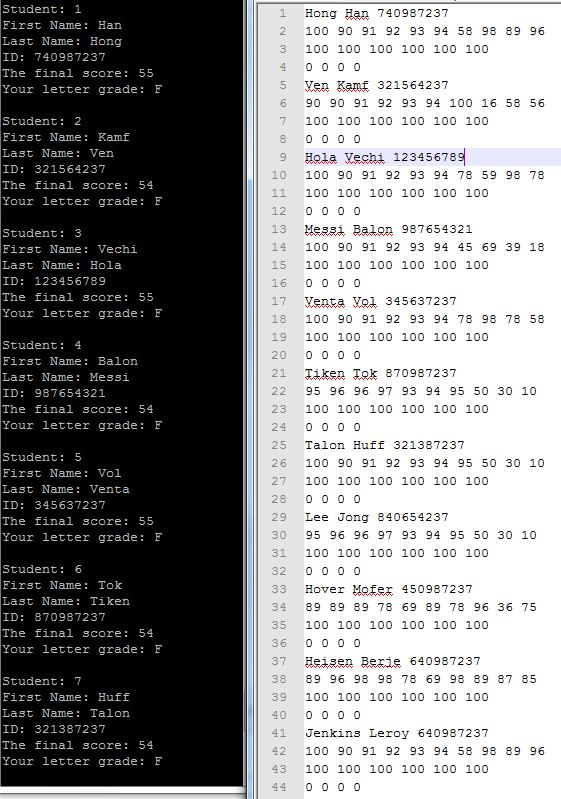 Student: 1
First Name: Han
Last Name: Hong
ID: 740987237
The final score: 55
Your letter grade: F
Student: 2
First Name: Kamf
Last Name: Ven
ID: 321564237
The final score: 54
Your letter grade: F
Student: 3
First Name: Vechi
Last Name: Hola
ID: 123456789
The final score: 55
Your letter grade: F
Student: 4
First Name: Balon
Last Name: Messi
ID: 987654321
The final score: 54
Your letter grade: F
Student: 5
First Name: Vol
Last Name: Venta
ID: 345637237
The final score: 55
Your letter grade: F
Student: 6
First Name: Tok
Last Name: Tiken
ID: 870987237
The final score: 54
Your letter grade: F
Student: 7
First Name: Huff
Last Name: Talon
ID: 321387237
The final score: 54
Your letter grade: F
1 Hong Han 740987237
2 100 90 91 92 93 94 58 98 89 96
3 100 100 100 100 100 100
4 0 0 0 0
5 Ven Kamf 321564237
6 90 90 91 92 93 94 100 16 58 56
7 100 100 100 100 100 100
8 0 0 0 0
9 Hola Vechi 123456789
10 100 90 91 92 93 94 78 59 98 78
11 100 100 100 100 100 100
12 0 0 0 0
13 Messi Balon 987654321
14 100 90 91 92 93 94 45 69 39 18
15 100 100 100 100 100 100
16 0 0 0 0
17 Venta Vol 345637237
18 100 90 91 92 93 94 78 98 78 58
19 100 100 100 100 100 100
20 0 0 0 0
21 Tiken Tok 870987237
22 95 96 96 97 93 94 95 50 30 10
23 100 100 100 100 100 100
24 0 0 0 0
25 Talon Huff 321387237
26 100 90 91 92 93 94 95 50 30 10
27 100 100 100 100 100 100
28 0 0 0 0
29 Lee Jong 840654237
30 95 96 96 97 93 94 95 50 30 10
31 100 100 100 100 100 100
32 0 0 0 0
33 Hover Mofer 450987237
34 89 89 89 78 69 89 78 96 36 75
35 100 100 100 100 100 100
36 0 0 0 0
37 Heisen Berje 640987237
38 89 96 98 98 78 69 98 89 87 85
39 100 100 100 100 100 100
40 0 0 0 0
41 Jenkins Leroy 640987237
42 100 90 91 92 93 94 58 98 89 96
43 100 100 100 100 100 100
44 0 0 0 0